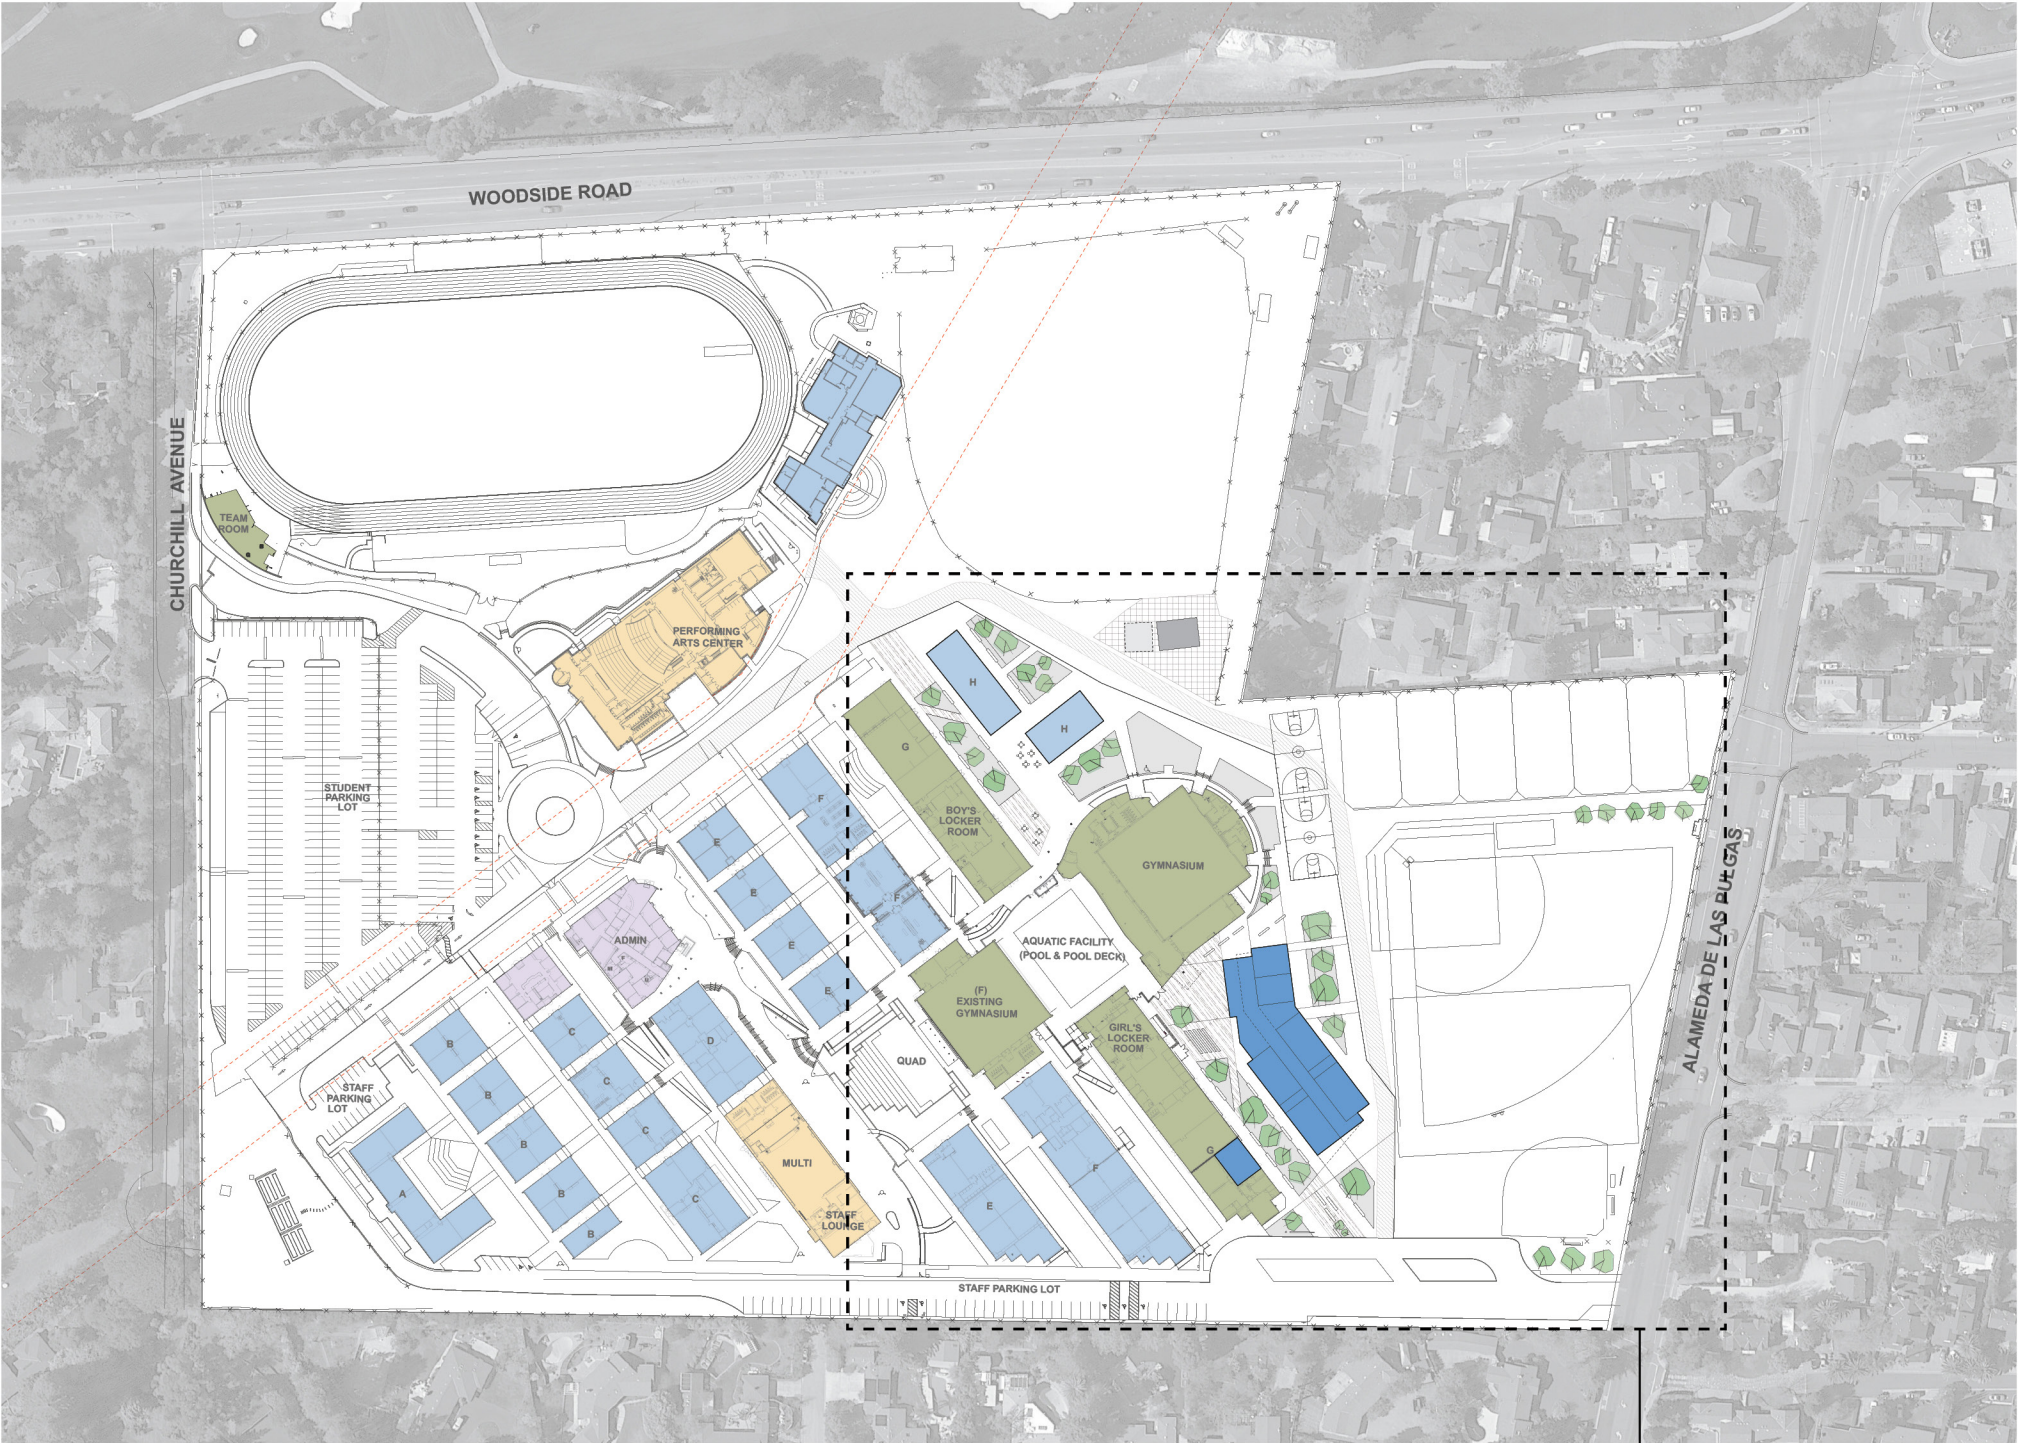 WOODSIDE ROAD
CHURCHILL AVENUE
TEAM
ROOM
PERFORMING
ARTS CENTER
H
H
G
STUDENT
PARKING
LOT
F
BOY'S
LOCKER
ROOM
GYMNASIUM
E
E
F
ADMIN
E
AQUATIC FACILITY
(POOL & POOL DECK)
ALAMEDA DE LAS PULGAS
E
(F)
EXISTING
GYMNASIUM
C
D
GIRL'S
LOCKER
ROOM
B
QUAD
C
STAFF
PARKING
LOT
B
C
B
MULTI
G
F
A
B
C
E
STAFF
LOUNGE
B
STAFF PARKING LOT